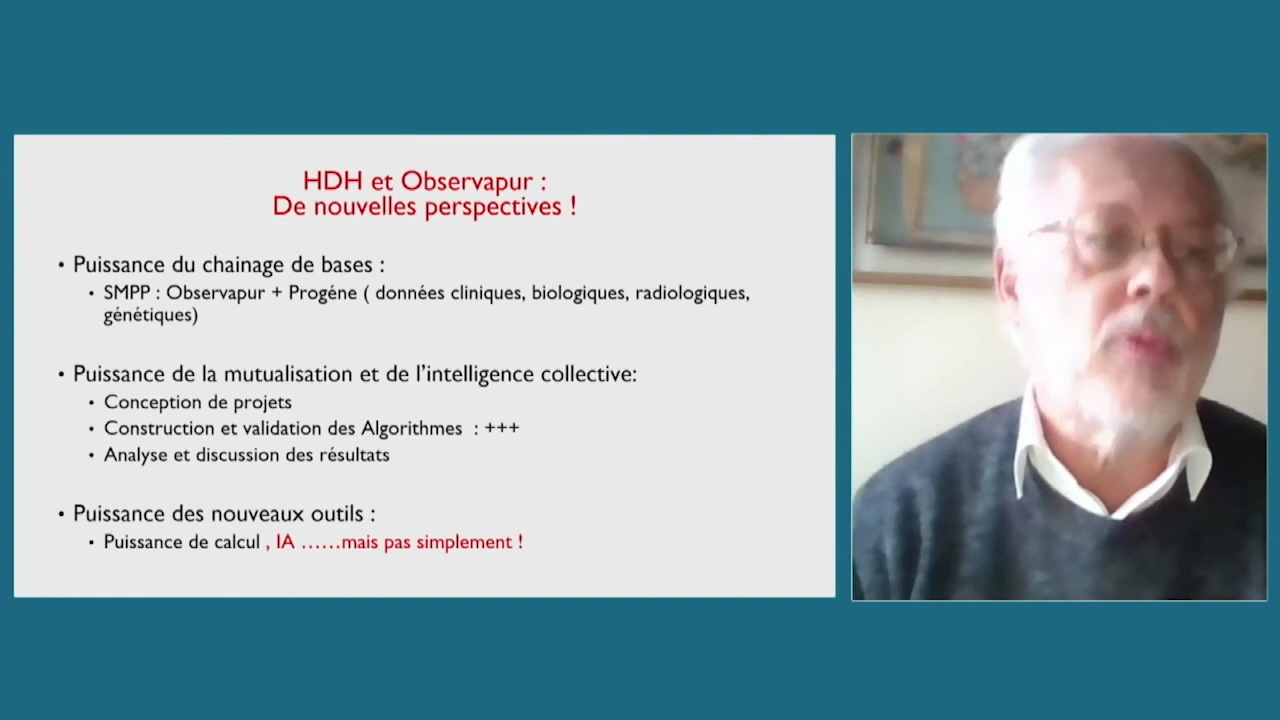 HDH et Observapur :
De nouvelles perspectives !
• Puissance du chainage de bases :
• SMPP : Observapur + Progéne ( données cliniques, biologiques, radiologiques,
génétiques)
• Puissance de la mutualisation et de l'intelligence collective:
• Conception de projets
• Construction et validation des Algorithmes : +++
• Analyse et discussion des résultats
• Puissance des nouveaux outils :
• Puissance de calcul , IA ……mais pas simplement !